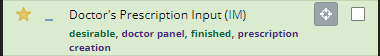 Doctor's Prescription Input (IM)
desirable, doctor panel, finished, prescription
creation